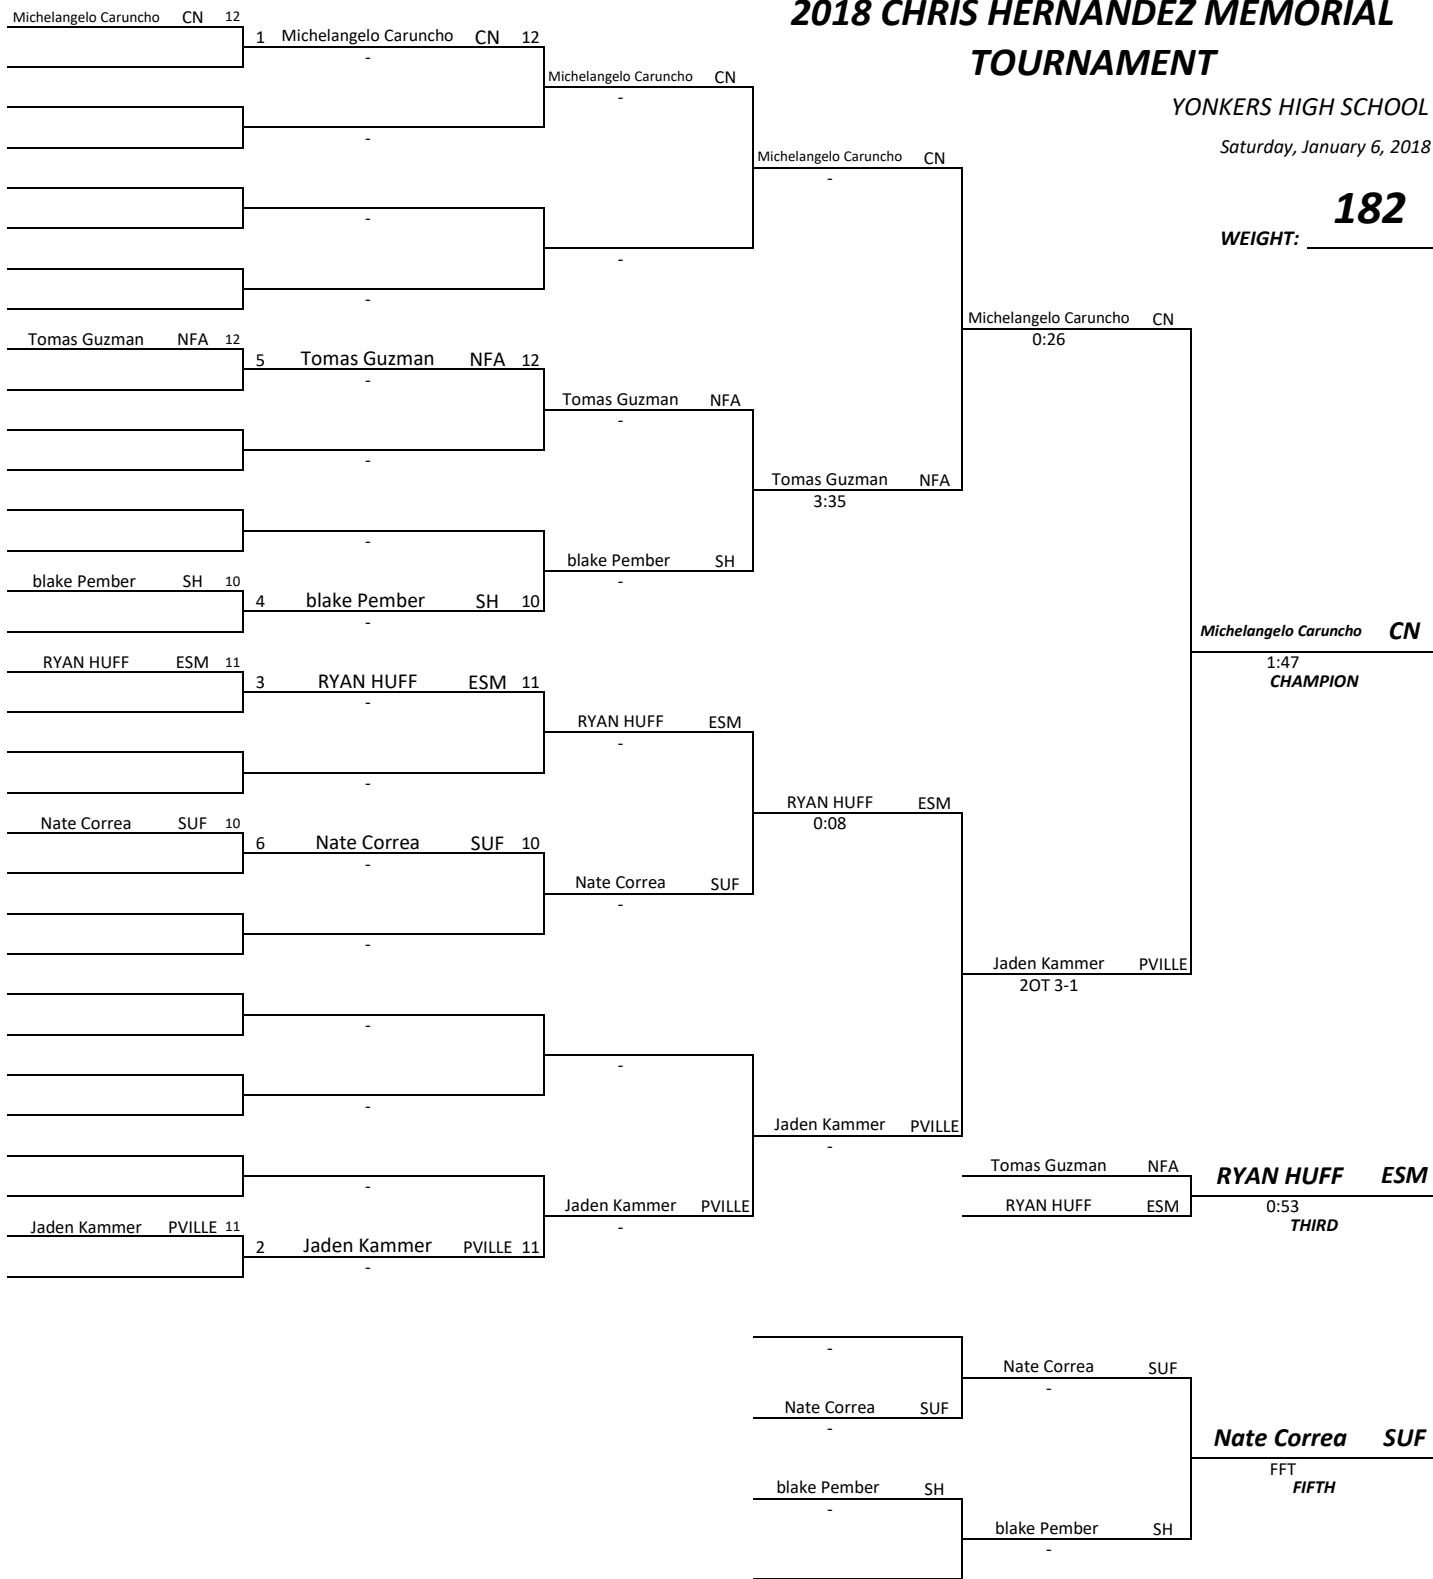 2018 CHRIS HERNANDEZ MEMORIAL
TOURNAMENT
YONKERS HIGH SCHOOL
Saturday, January 6, 2018
182
WEIGHT:
Michelangelo Caruncho CN 12
1 Michelangelo Caruncho CN 12
-
Michelangelo Caruncho CN
-
-
Michelangelo Caruncho CN
-
-
-
-
Michelangelo Caruncho CN
0:26
Tomas Guzman NFA 12
5 Tomas Guzman NFA 12
-
Tomas Guzman NFA
-
-
Tomas Guzman NFA
3:35
-
blake Pember SH
-
blake Pember SH 10
4 blake Pember SH 10
-
Michelangelo Caruncho CN
1:47
CHAMPION
RYAN HUFF ESM 11
3 RYAN HUFF ESM 11
-
RYAN HUFF ESM
-
-
RYAN HUFF ESM
0:08
Nate Correa SUF 10
6 Nate Correa SUF 10
-
Nate Correa SUF
-
-
Jaden Kammer PVILLE
2OT 3-1
-
-
-
Jaden Kammer PVILLE
-
Tomas Guzman NFA
RYAN HUFF ESM
RYAN HUFF ESM
0:53
THIRD
-
Jaden Kammer PVILLE
-
Jaden Kammer PVILLE 11
2 Jaden Kammer PVILLE 11
-
-
Nate Correa SUF
-
Nate Correa SUF
-
Nate Correa SUF
FFT
FIFTH
blake Pember SH
-
blake Pember SH
-